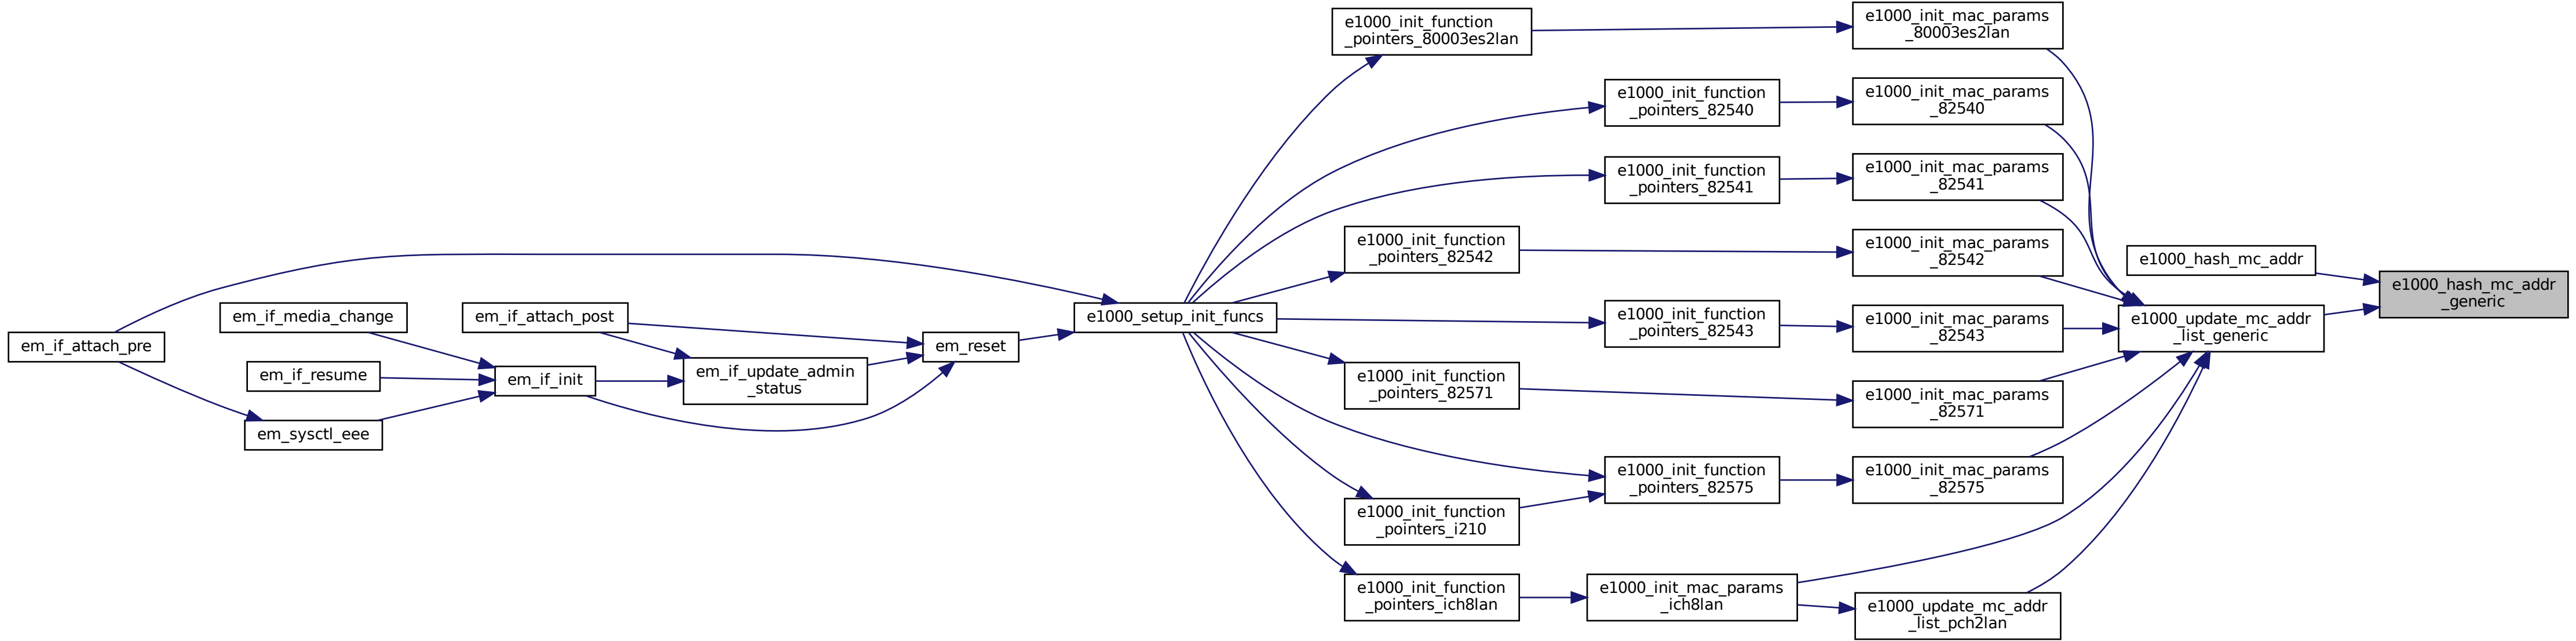 em_if_attach_pre
em_if_media_change
em_if_resume
em_sysctl_eee
em_if_attach_post
em_if_init
em_if_update_admin
_status
em_reset
e1000_setup_init_funcs
e1000_init_function
_pointers_80003es2lan
e1000_init_function
_pointers_82540
e1000_init_function
_pointers_82541
e1000_init_function
_pointers_82542
e1000_init_function
_pointers_82543
e1000_init_function
_pointers_82571
e1000_init_function
_pointers_82575
e1000_init_function
_pointers_i210
e1000_init_function
_pointers_ich8lan
e1000_init_mac_params
_80003es2lan
e1000_init_mac_params
_82540
e1000_init_mac_params
_82541
e1000_init_mac_params
_82542
e1000_init_mac_params
_82543
e1000_init_mac_params
_82571
e1000_init_mac_params
_82575
e1000_init_mac_params
_ich8lan
e1000_update_mc_addr
_list_pch2lan
e1000_hash_mc_addr
e1000_update_mc_addr
_list_generic
e1000_hash_mc_addr
_generic